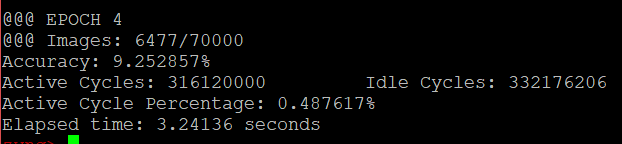 @@@ EPOCH 4
@@@ Images: 6477/70000
Accuracy: 9.252857%
Active Cycles: 316120000 Idle Cycles: 332176206
Active Cycle Percentage: 0.487617%
Elapsed time: 3.24136 seconds